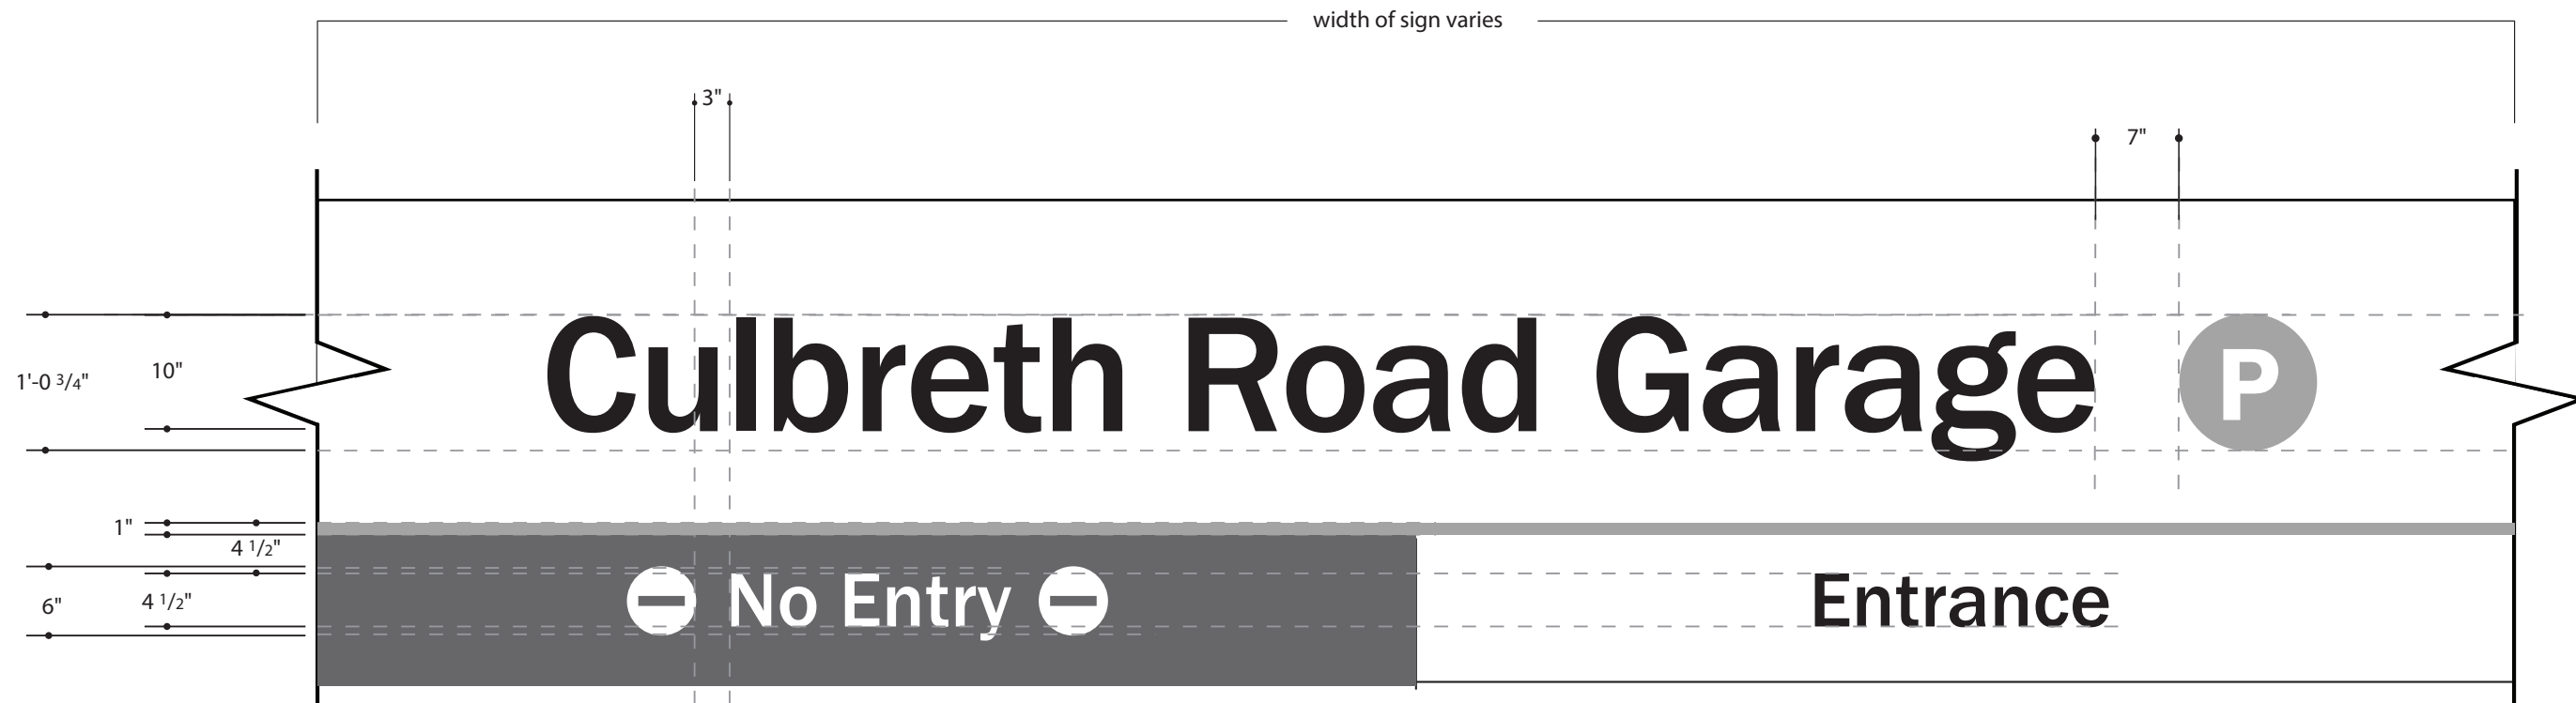 width of sign varies
3"
7"
Culbreth Road Garage P
10"
1'-0 3/4"
1"
4 1/2"
6"
4 1/2"
No Entry
Entrance